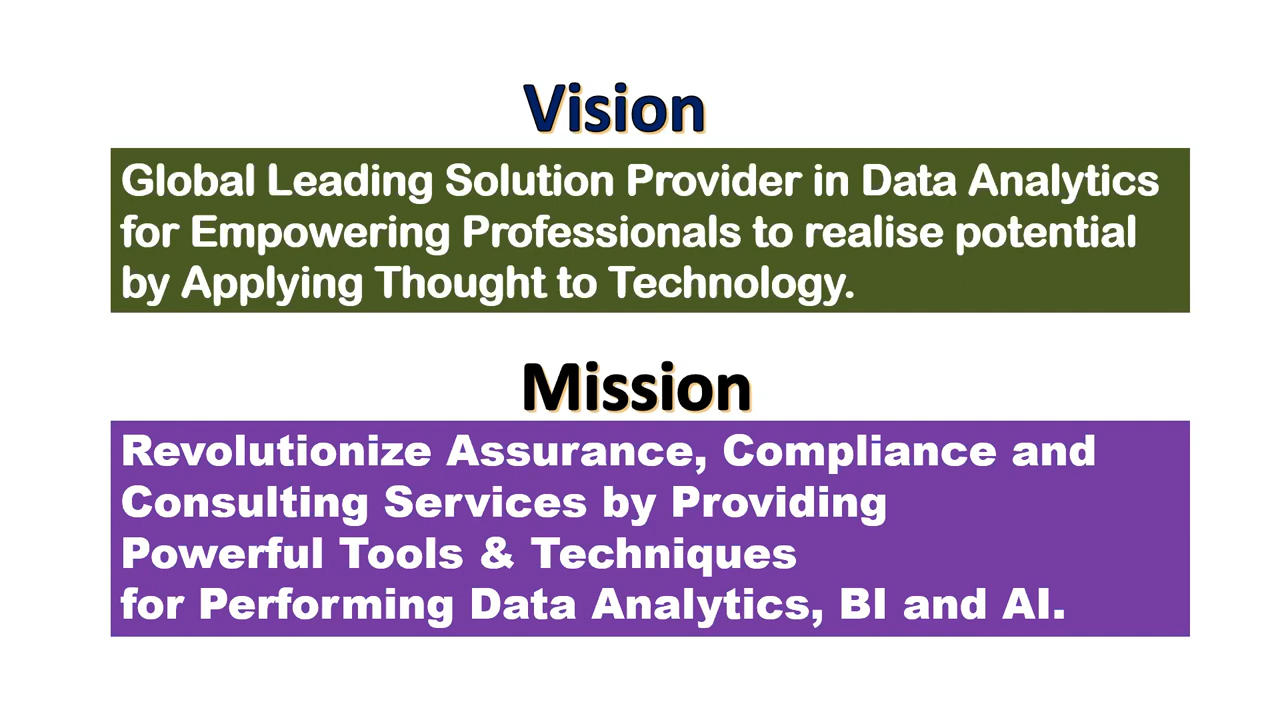 Vision
Global Leading Solution Provider in Data Analytics
for Empowering Professionals to realise potential
by Applying Thought to Technology.
Mission
Revolutionize Assurance, Compliance and
Consulting Services by Providing
Powerful Tools & Techniques
for Performing Data Analytics, BI and AI.